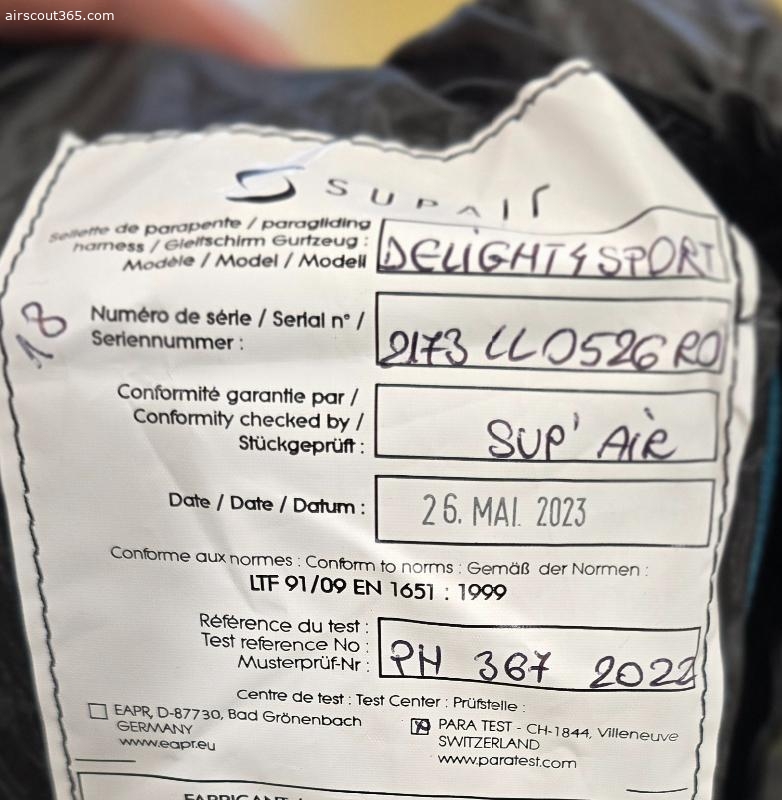 airscout365.com
SUPAIR
Sellette de parapente / paragliding
harness / Gleitschirm Gurtzeug :
Modèle / Model / Modell
DELIGHT4 SPORT
18
Numéro de série / Serial n° /
Seriennummer :
2173 LL0526 RO
Conformité garantie par /
Conformity checked by /
Stückgeprüft :
SUP' AIR
Date / Date / Datum :
26. MAI. 2023
Conforme aux normes : Conform to norms : Gemäß der Normen :
LTF 91/09 EN 1651 : 1999
Référence du test :
Test reference No :
Musterprüf-Nr :
PH 367 2022
Centre de test : Test Center : Prüfstelle :
EAPR, D-87730, Bad Grönenbach
GERMANY
www.eapr.eu
PARA TEST - CH-1844, Villeneuve
SWITZERLAND
www.paratest.com